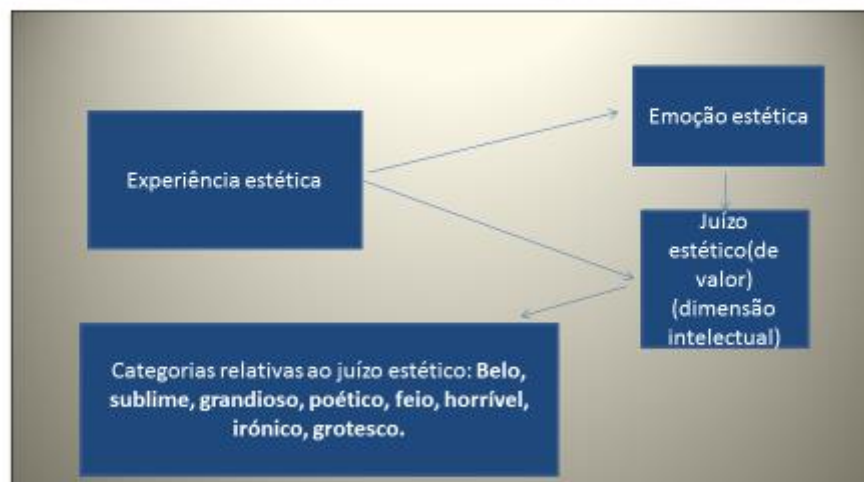 Emoção estética
Experiência estética
Juízo
estético(de
valor)
(dimensão
intelectual)
Categorias relativas ao juízo estético: Belo,
sublime, grandioso, poético, feio, horrível,
irónico, grotesco.